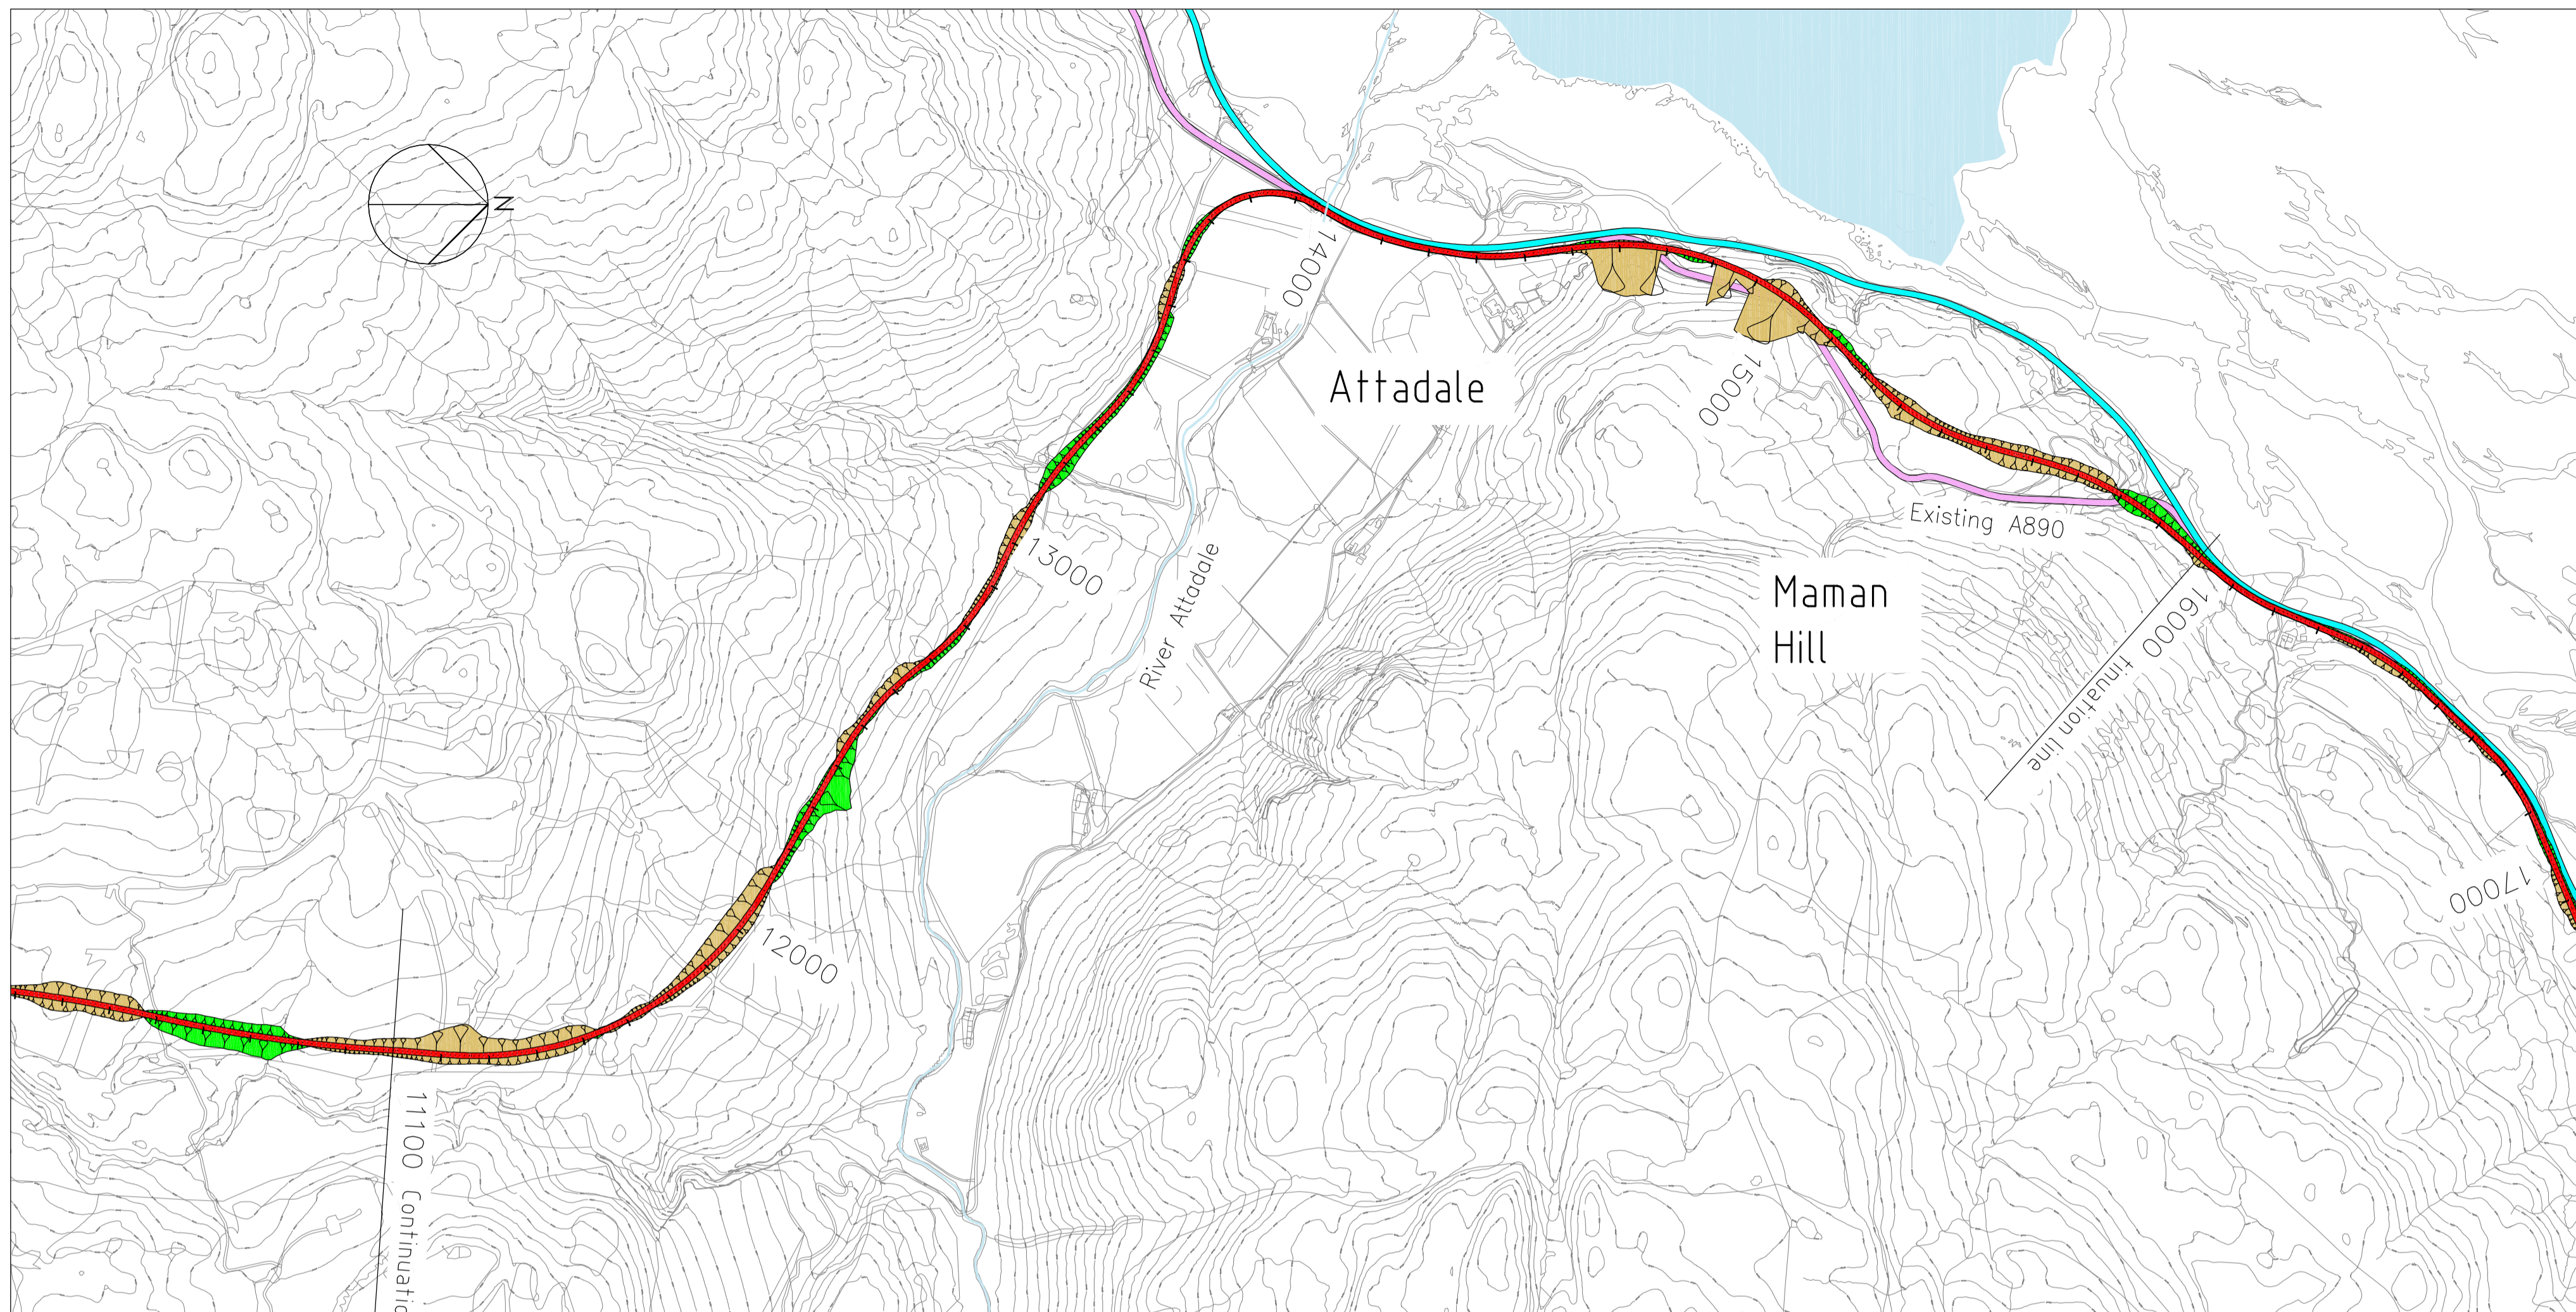 N
14000
Attadale
15000
Existing A890
13000
River Attadale
Maman
Hill
16000 tinuation line
17000
12000
11100 Continuatio